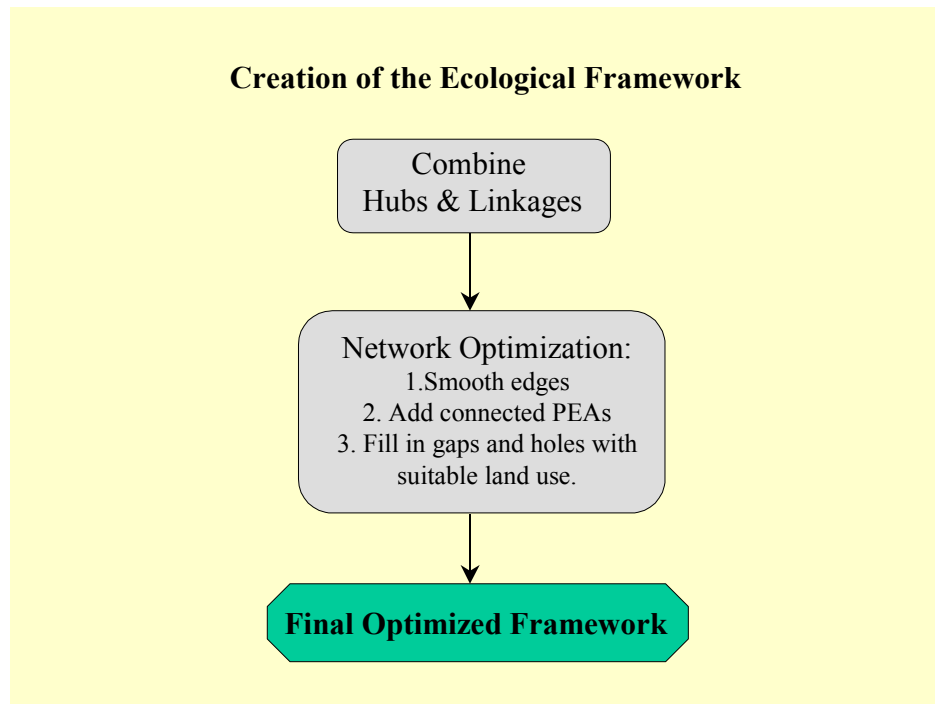 Creation of the Ecological Framework
Combine
Hubs & Linkages
Network Optimization:
1.Smooth edges
2. Add connected PEAs
3. Fill in gaps and holes with
suitable land use.
Final Optimized Framework